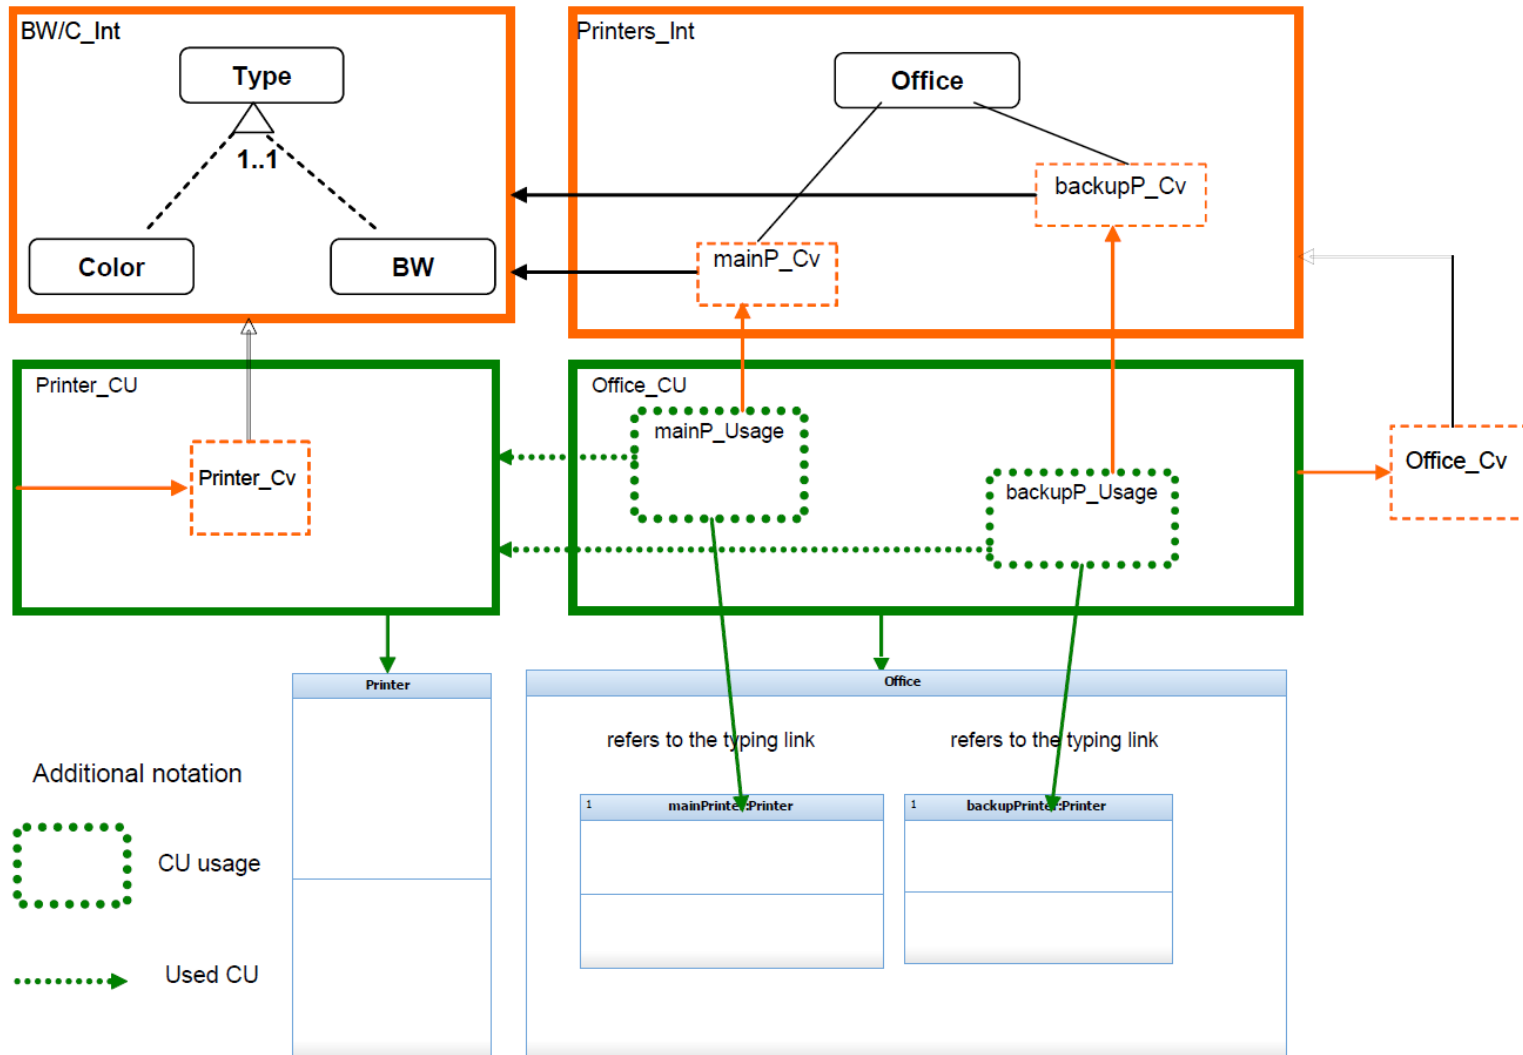 BW/C_Int
Type
1..1
Color
BW
Printers_Int
Office
backupP_Cv
mainP_Cv
Printer_CU
Printer_Cv
Office_CU
mainP_Usage
backupP_Usage
Office_Cv
Printer
Office
refers to the typing link
refers to the typing link
1 mainPrinter:Printer
1 backupPrinter:Printer
Additional notation
CU usage
Used CU